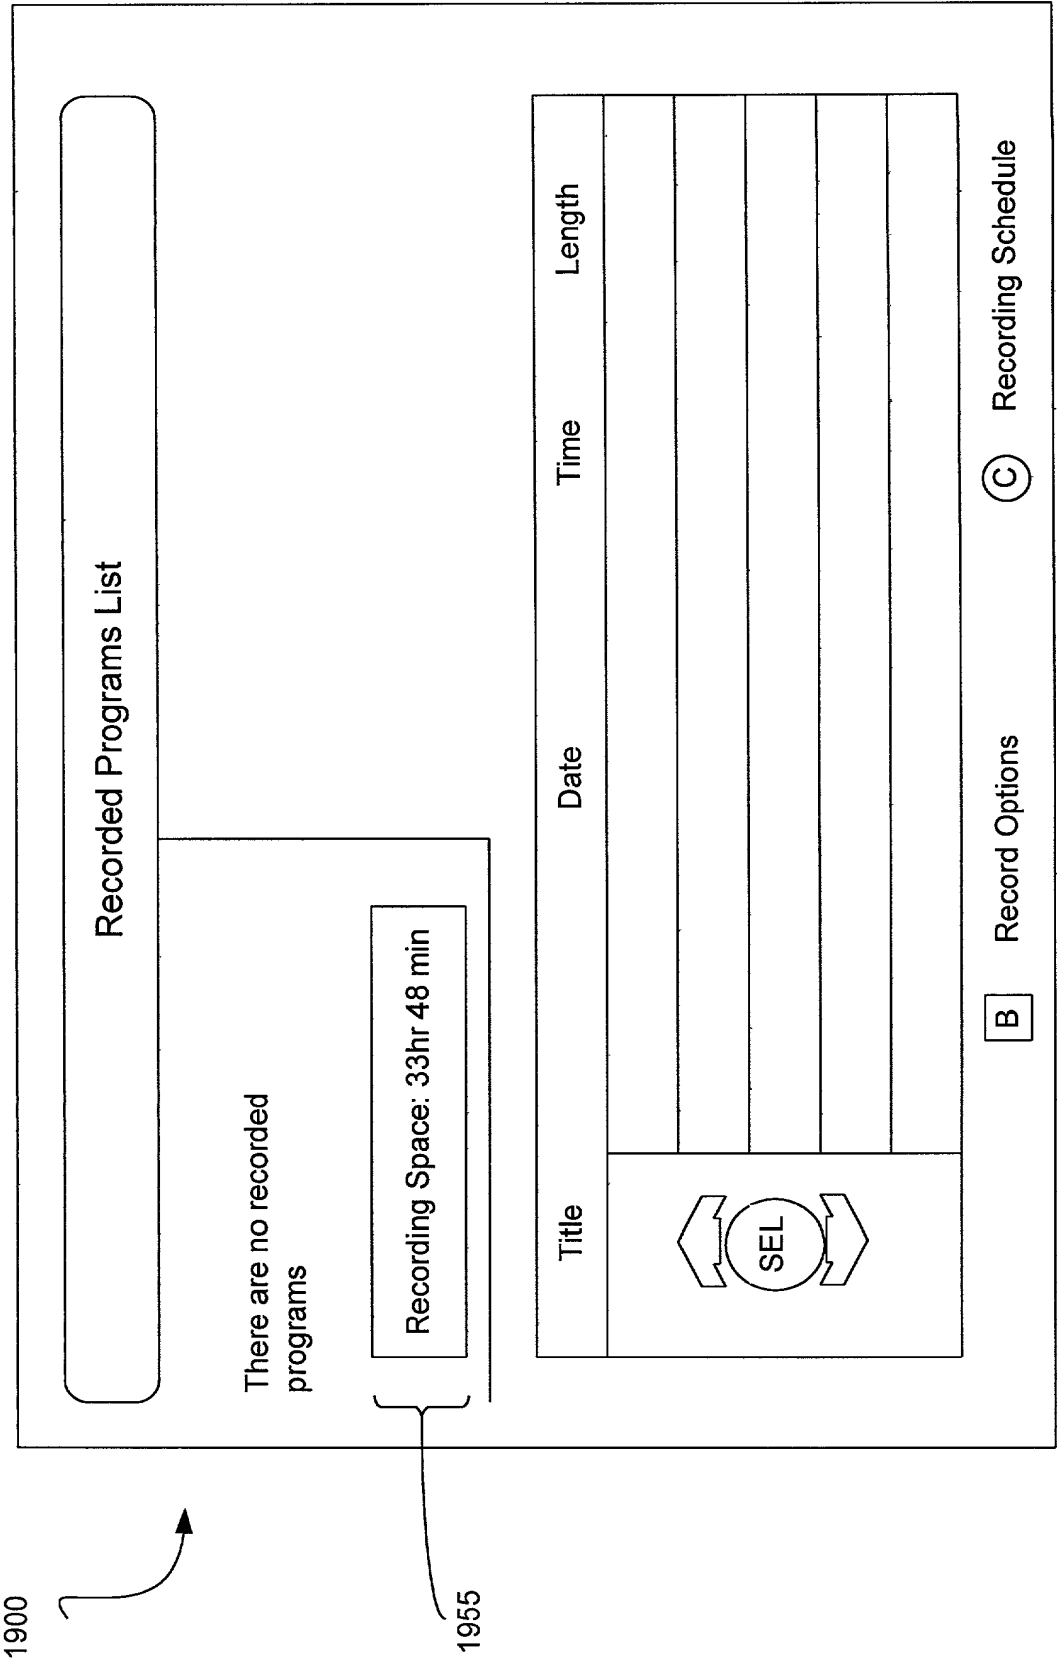 Recorded Programs List
There are no recorded
programs
Recording Space: 33hr 48 min
Title Date Time Length
SEL
B Record Options C Recording Schedule
1900
1955